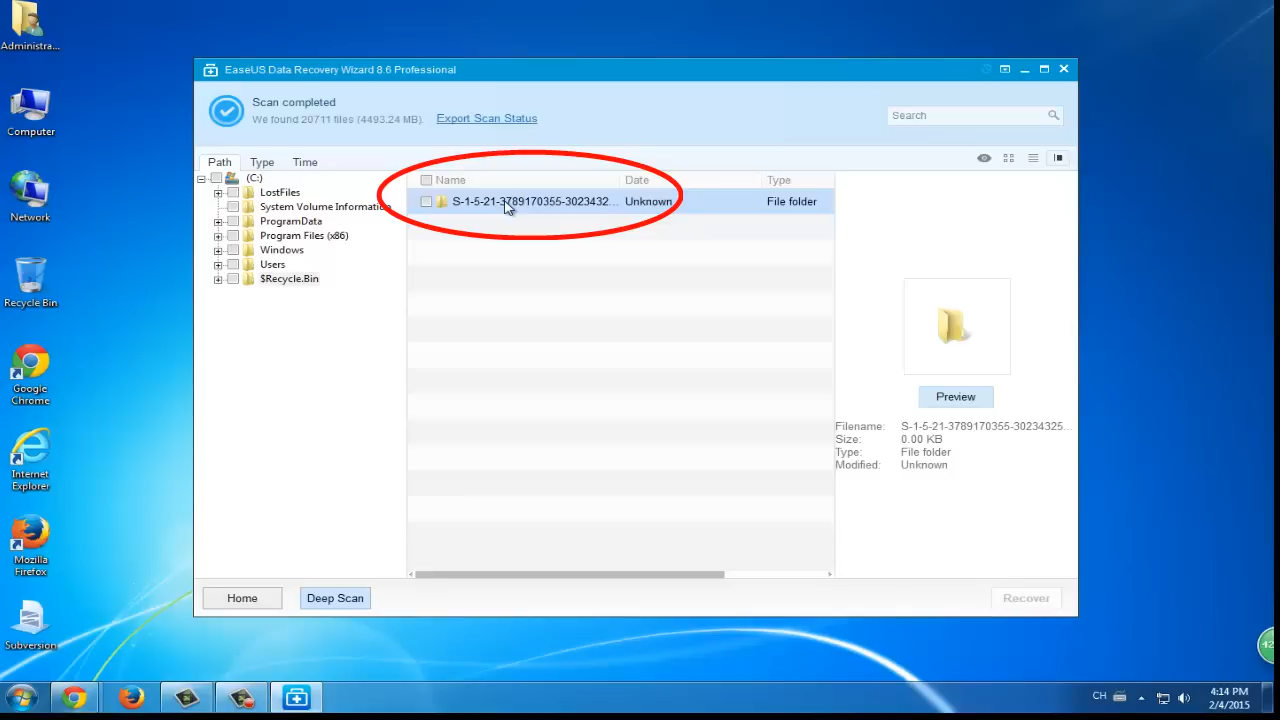 Administra...
Computer
Network
Recycle Bin
Google
Chrome
Internet
Explorer
Mozilla
Firefox
Subversion
EaseUS Data Recovery Wizard 8.6 Professional
Scan completed
We found 20711 files (4493.24 MB). Export Scan Status
Search
Path Type Time
(C:)
LostFiles
System Volume Information
ProgramData
Program Files (x86)
Windows
Users
$Recycle.Bin
Name Date Type
S-1-5-21-3789170355-3023432... Unknown File folder
Preview
Filename: S-1-5-21-3789170355-30234325...
Size: 0.00 KB
Type: File folder
Modified: Unknown
Home Deep Scan Recover
42
CH 4:14 PM
2/4/2015